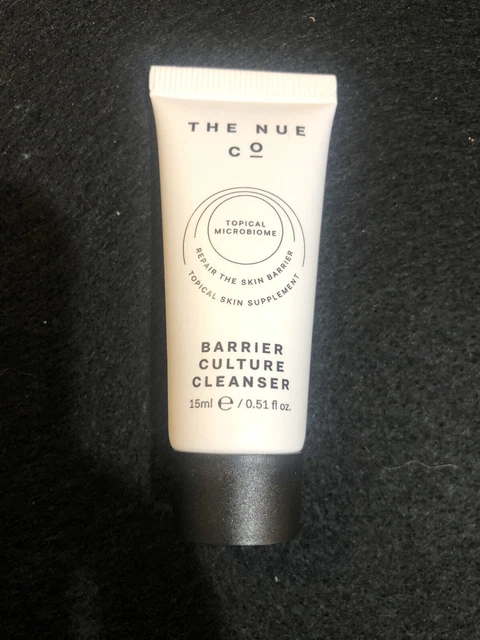 THE NUE
Cº
TOPICAL
MICROBIOME
REPAIR THE SKIN BARRIER
TOPICAL SKIN SUPPLEMENT
BARRIER
CULTURE
CLEANSER
15ml ℮ / 0.51 fl oz.